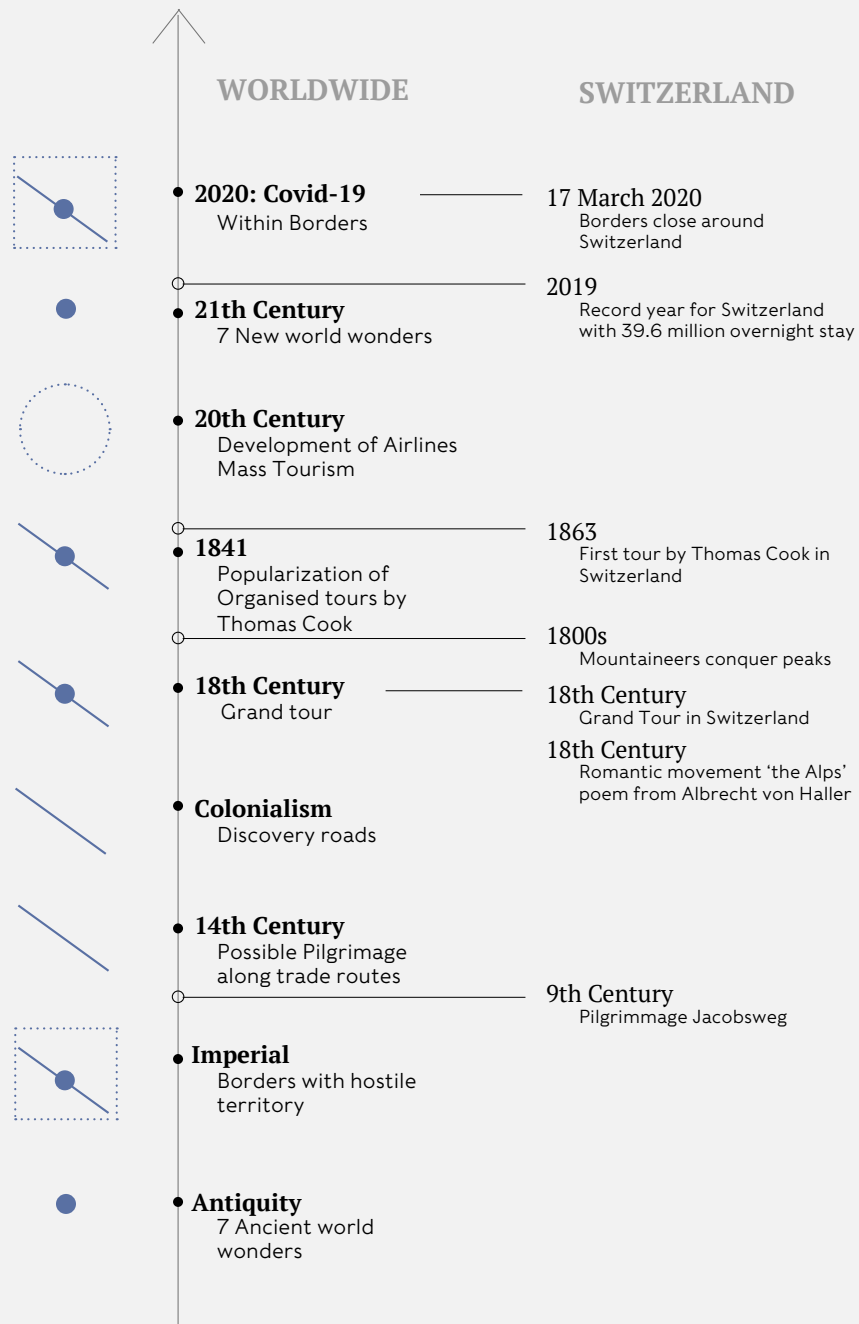 WORLDWIDE
SWITZERLAND
2020: Covid-19
Within Borders
17 March 2020
Borders close around
Switzerland
2019
Record year for Switzerland
with 39.6 million overnight stay
21th Century
7 New world wonders
20th Century
Development of Airlines
Mass Tourism
1863
First tour by Thomas Cook in
Switzerland
1841
Popularization of
Organised tours by
Thomas Cook
1800s
Mountaineers conquer peaks
18th Century
Grand tour
18th Century
Grand Tour in Switzerland
18th Century
Romantic movement ‘the Alps’
poem from Albrecht von Haller
Colonialism
Discovery roads
14th Century
Possible Pilgrimage
along trade routes
9th Century
Pilgrimmage Jacobsweg
Imperial
Borders with hostile
territory
Antiquity
7 Ancient world
wonders